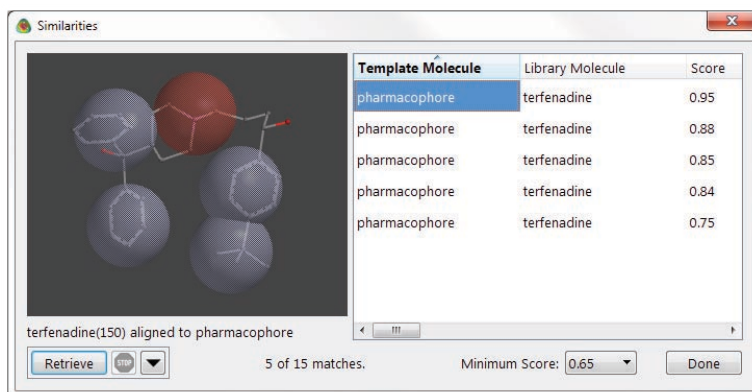 Similarities
Template Molecule Library Molecule Score
pharmacophore terfenadine 0.95
pharmacophore terfenadine 0.88
pharmacophore terfenadine 0.85
pharmacophore terfenadine 0.84
pharmacophore terfenadine 0.75
terfenadine(150) aligned to pharmacophore
Retrieve STOP 5 of 15 matches. Minimum Score: 0.65 Done